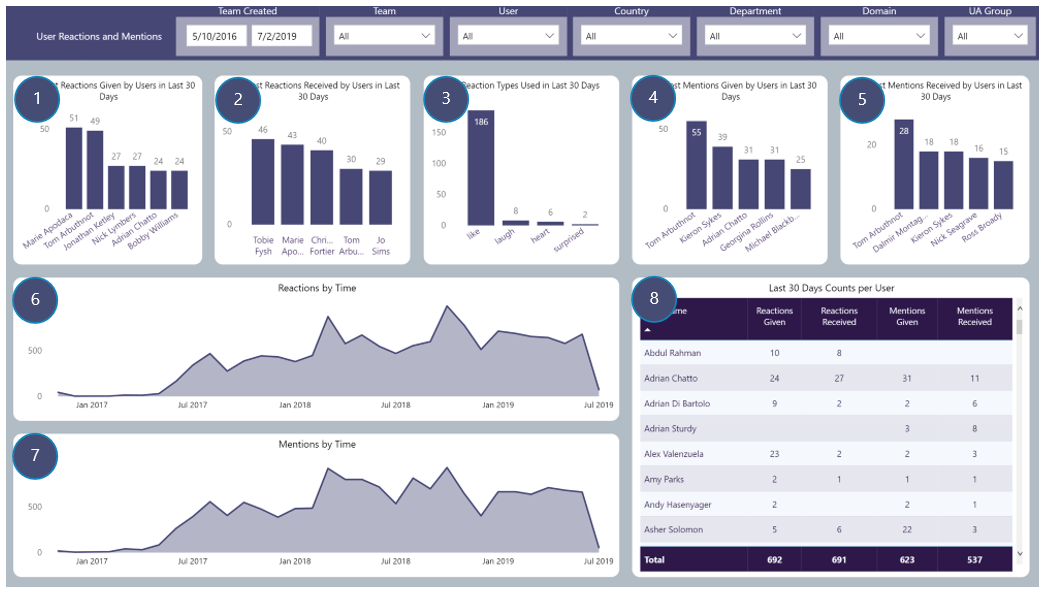 Team Created
Team
User
Country
Department
Domain
UA Group
User Reactions and Mentions
5/10/2016
7/2/2019
All
All
All
All
All
All
1
Reactions Given by Users in Last 30
Days
50
0
51
49
27
27
24
24
Marie Apodaca
Tom Arbuthnot
Jonathan Ketley
Nick Lymbers
Adrian Chatto
Bobby Williams
2
Reactions Received by Users in Last
30 Days
50
0
46
43
40
30
29
Tobie
Fysh
Marie
Apo...
Chri...
Fortier
Tom
Arbu...
Jo
Sims
3
Reaction Types Used in Last 30 Days
150
100
50
0
186
8
6
2
like
laugh
heart
surprised
4
Mentions Given by Users in Last 30
Days
50
0
55
39
31
31
25
Tom Arbuthnot
Kieron Sykes
Adrian Chatto
Georgina Rollins
Michael Blackb...
5
Mentions Received by Users in Last
30 Days
20
0
28
18
18
16
15
Tom Arbuthnot
Dalmir Montag...
Kieron Sykes
Nick Seagrave
Ross Broady
6
Reactions by Time
500
0
Jan 2017
Jul 2017
Jan 2018
Jul 2018
Jan 2019
Jul 2019
7
Mentions by Time
500
0
Jan 2017
Jul 2017
Jan 2018
Jul 2018
Jan 2019
Jul 2019
8
Last 30 Days Counts per User
Reactions Given Reactions Received Mentions Given Mentions Received
Abdul Rahman 10 8
Adrian Chatto 24 27 31 11
Adrian Di Bartolo 9 2 2 6
Adrian Sturdy 3 8
Alex Valenzuela 23 2 2 3
Amy Parks 2 1 1 1
Andy Hasenyager 2 2 1
Asher Solomon 5 6 22 3
Total 692 691 623 537